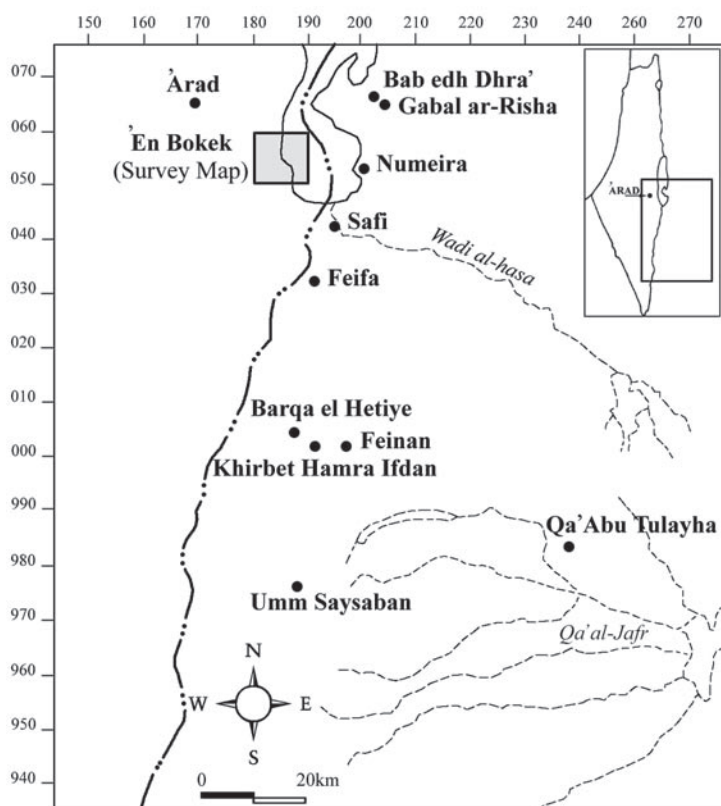 150 170 180 190 200 210 220 230 240 250 260 270
070
060
050
040
030
020
010
000
990
980
970
960
950
940
'Arad
Bab edh Dhra'
Gabal ar-Risha
'En Bokek
(Survey Map)
Numeira
'ARAD
Safi
Wadi al-hasa
Feifa
Barqa el Hetiye
Feinan
Khirbet Hamra Ifdan
Qa'Abu Tulayha
Umm Saysaban
Qa'al-Jafr
N
W E
S
0 20km